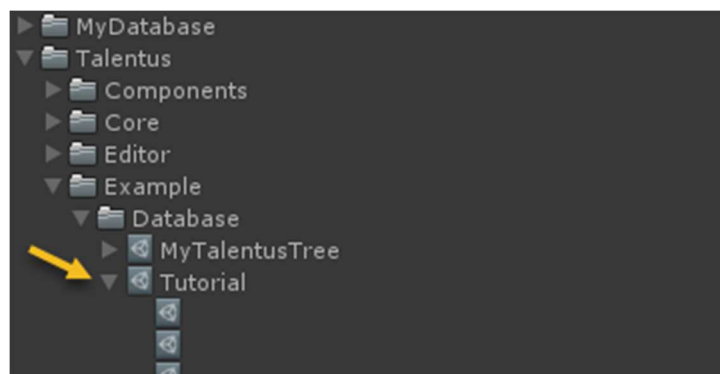 MyDatabase
Talentus
Components
Core
Editor
Example
Database
MyTalentusTree
Tutorial